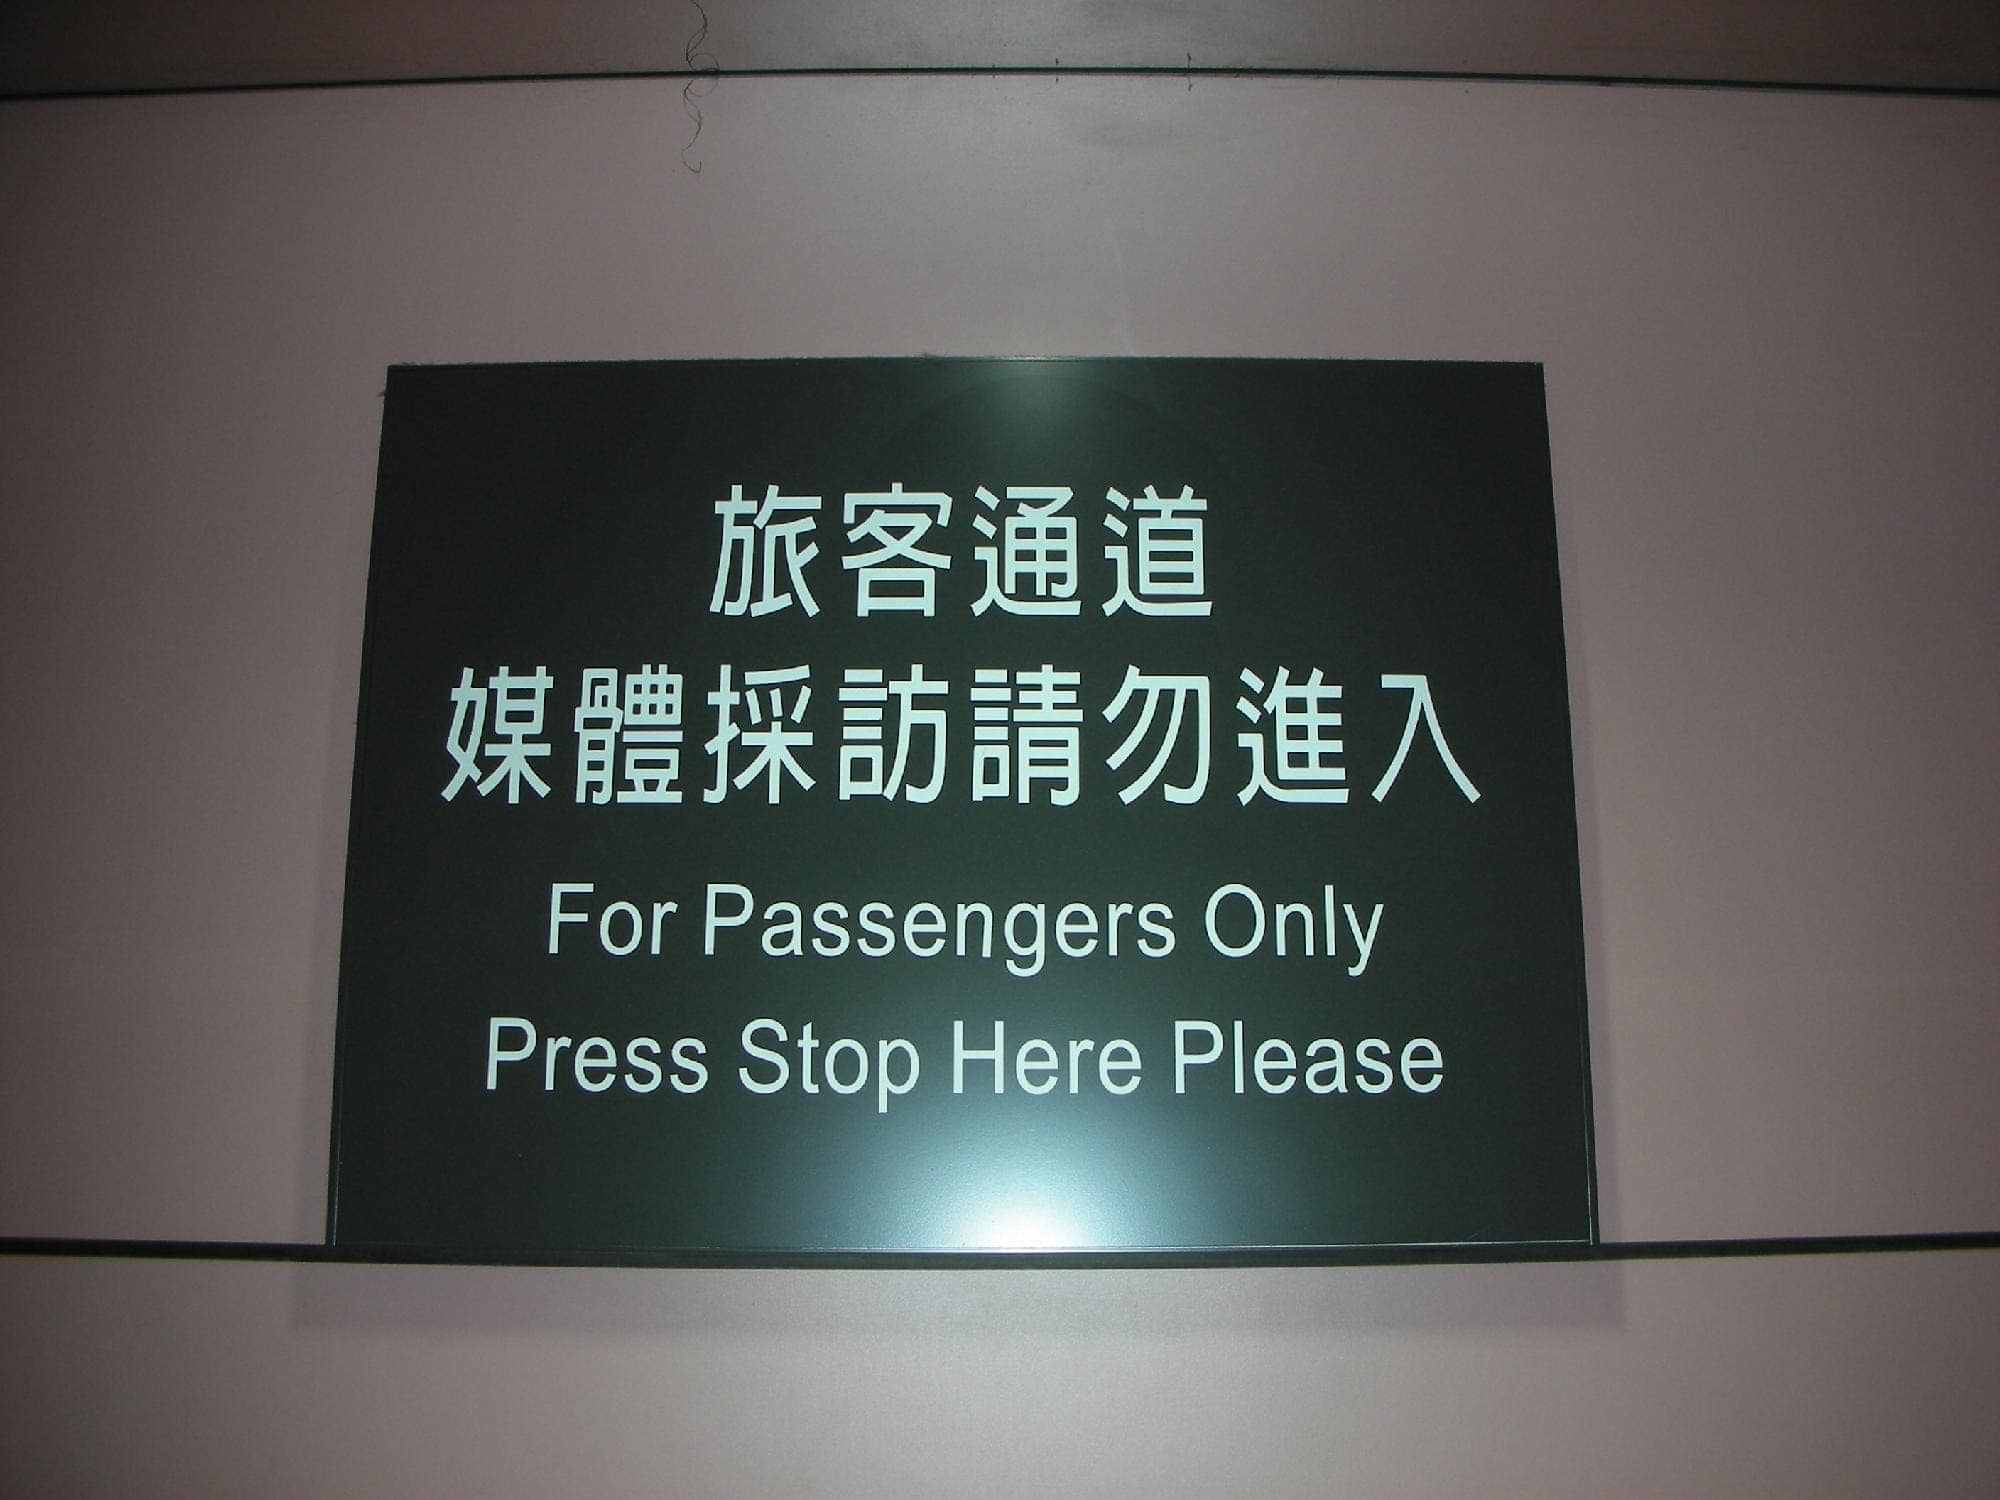 旅客通道
媒體採訪請勿進入
For Passengers Only
Press Stop Here Please